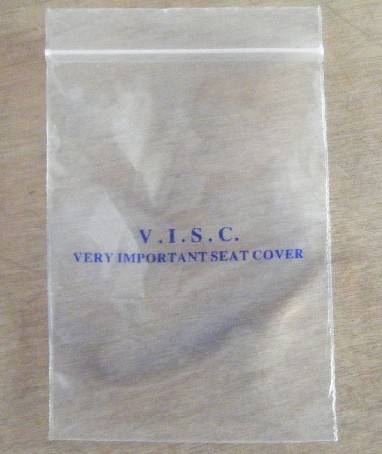 V.I.S.C.
VERY IMPORTANT SEAT COVER